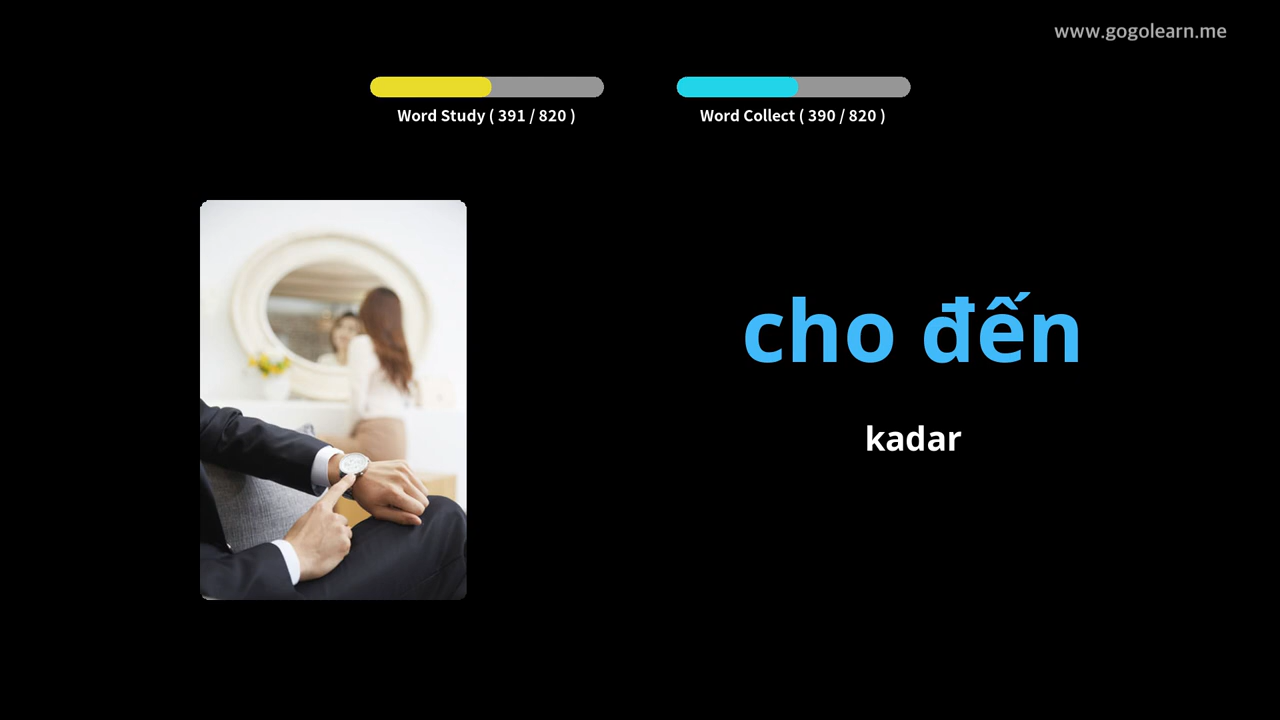 www.gogolearn.me
Word Study ( 391 / 820 )
Word Collect ( 390 / 820 )
cho đến
kadar